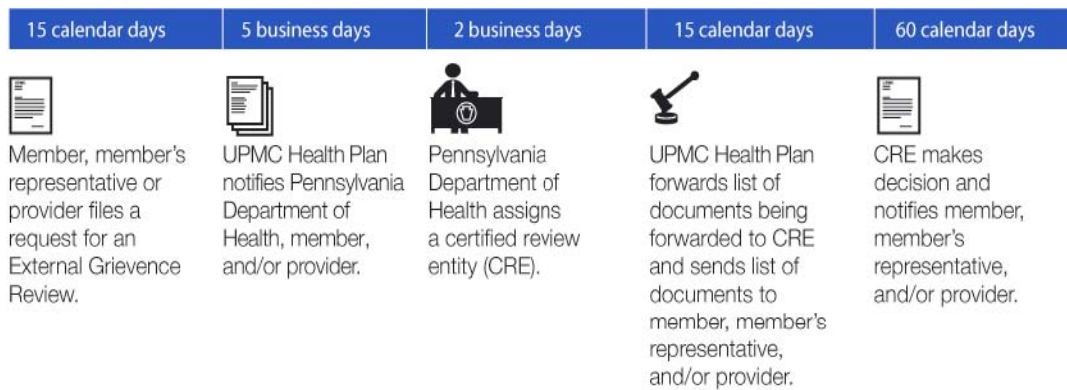 15 calendar days
5 business days
2 business days
15 calendar days
60 calendar days
Member, member's
representative or
provider files a
request for an
External Grievence
Review.
UPMC Health Plan
notifies Pennsylvania
Department of
Health, member,
and/or provider.
Pennsylvania
Department of
Health assigns
a certified review
entity (CRE).
UPMC Health Plan
forwards list of
documents being
forwarded to CRE
and sends list of
documents to
member, member's
representative,
and/or provider.
CRE makes
decision and
notifies member,
member's
representative,
and/or provider.